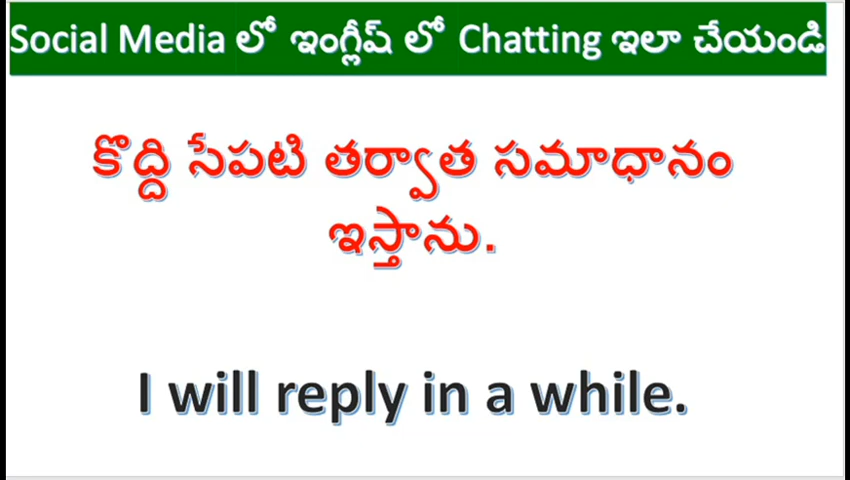 Social Media లో ఇంగ్లీష్ లో Chatting ఇలా చేయండి
కొద్ది సేపటి తర్వాత సమాధానం
ఇస్తాను.
I will reply in a while.